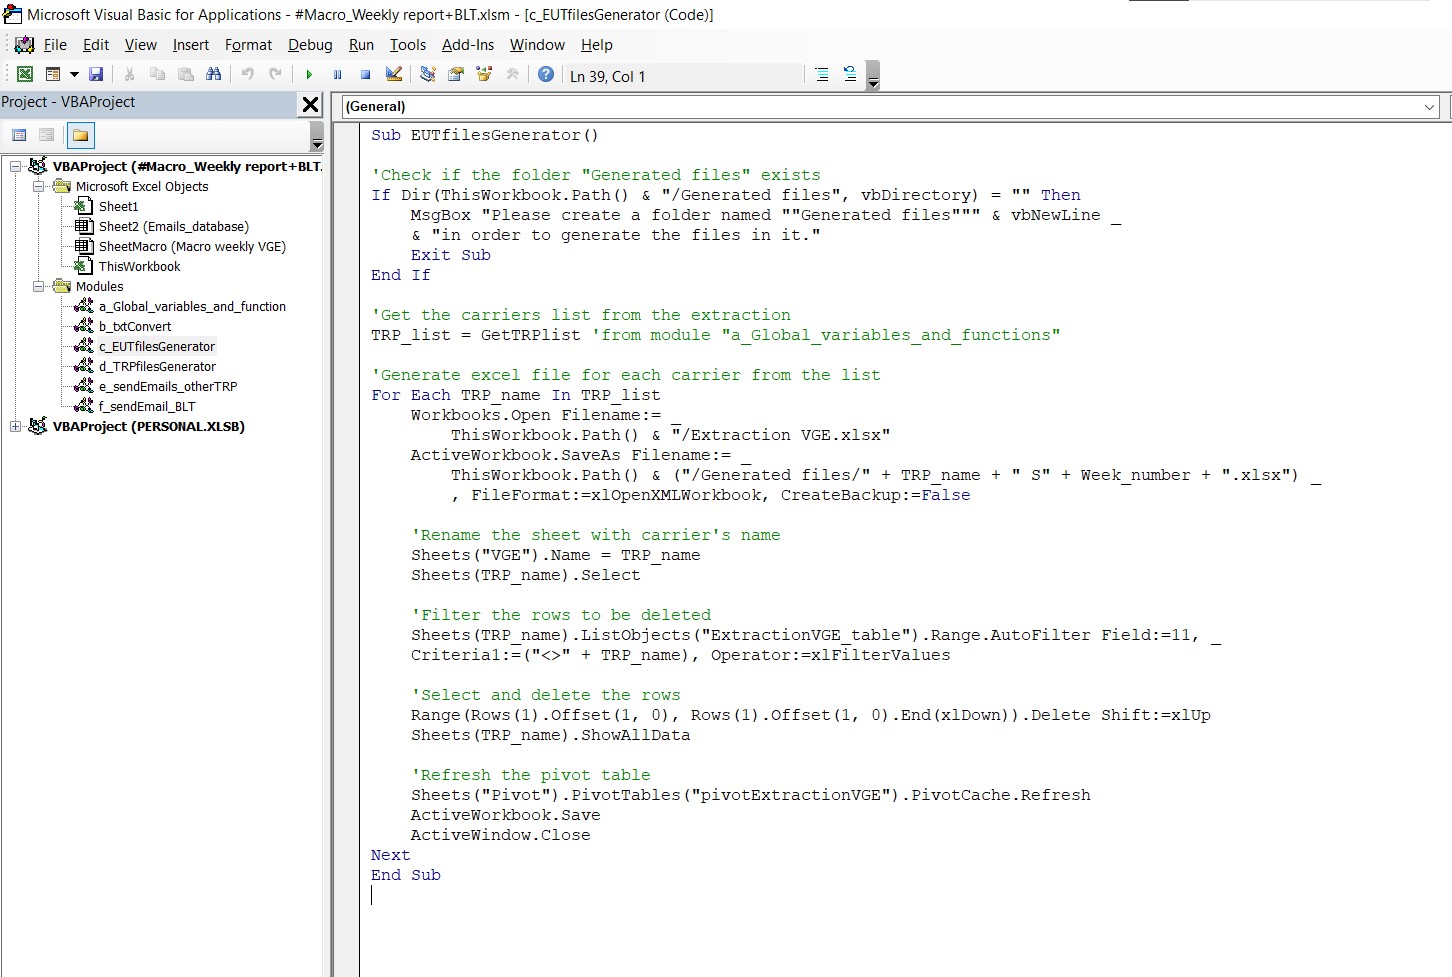 Microsoft Visual Basic for Applications - #Macro_Weekly report+BLT.xlsm - [c_EUTfilesGenerator (Code)]
File Edit View Insert Format Debug Run Tools Add-Ins Window Help
Ln 39, Col 1
Project - VBAProject
VBAProject (#Macro_Weekly report+BLT.
Microsoft Excel Objects
Sheet1
Sheet2 (Emails_database)
SheetMacro (Macro weekly VGE)
ThisWorkbook
Modules
a_Global_variables_and_function
b_txtConvert
c_EUTfilesGenerator
d_TRPfilesGenerator
e_sendEmails_otherTRP
f_sendEmail_BLT
VBAProject (PERSONAL.XLSB)
(General)
Sub EUTfilesGenerator()
'Check if the folder "Generated files" exists
If Dir(ThisWorkbook.Path() & "/Generated files", vbDirectory) = "" Then
    MsgBox "Please create a folder named ""Generated files""" & vbNewLine _
    & "in order to generate the files in it."
    Exit Sub
End If
'Get the carriers list from the extraction
TRP_list = GetTRPlist 'from module "a_Global_variables_and_functions"
'Generate excel file for each carrier from the list
For Each TRP_name In TRP_list
    Workbooks.Open Filename:= _
        ThisWorkbook.Path() & "/Extraction VGE.xlsx"
    ActiveWorkbook.SaveAs Filename:= _
        ThisWorkbook.Path() & ("/Generated files/" + TRP_name + " S" + Week_number + ".xlsx") _
        , FileFormat:=xlOpenXMLWorkbook, CreateBackup:=False
    'Rename the sheet with carrier's name
    Sheets("VGE").Name = TRP_name
    Sheets(TRP_name).Select
    'Filter the rows to be deleted
    Sheets(TRP_name).ListObjects("ExtractionVGE_table").Range.AutoFilter Field:=11, _
    Criteria1:=("<>" + TRP_name), Operator:=xlFilterValues
    'Select and delete the rows
    Range(Rows(1).Offset(1, 0), Rows(1).Offset(1, 0).End(xlDown)).Delete Shift:=xlUp
    Sheets(TRP_name).ShowAllData
    'Refresh the pivot table
    Sheets("Pivot").PivotTables("pivotExtractionVGE").PivotCache.Refresh
    ActiveWorkbook.Save
    ActiveWindow.Close
Next
End Sub